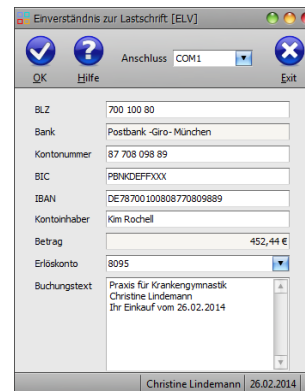 Einverständnis zur Lastschrift [ELV]
OK
Hilfe
Anschluss COM1
Exit
BLZ 700 100 80
Bank Postbank -Giro- München
Kontonummer 87 708 098 89
BIC PBNKDEFFXXX
IBAN DE78700100808770809889
Kontoinhaber Kim Rochell
Betrag 452,44 €
Erlöskonto 8095
Buchungstext Praxis für Krankengymnastik
Christine Lindemann
Ihr Einkauf vom 26.02.2014
Christine Lindemann 26.02.2014